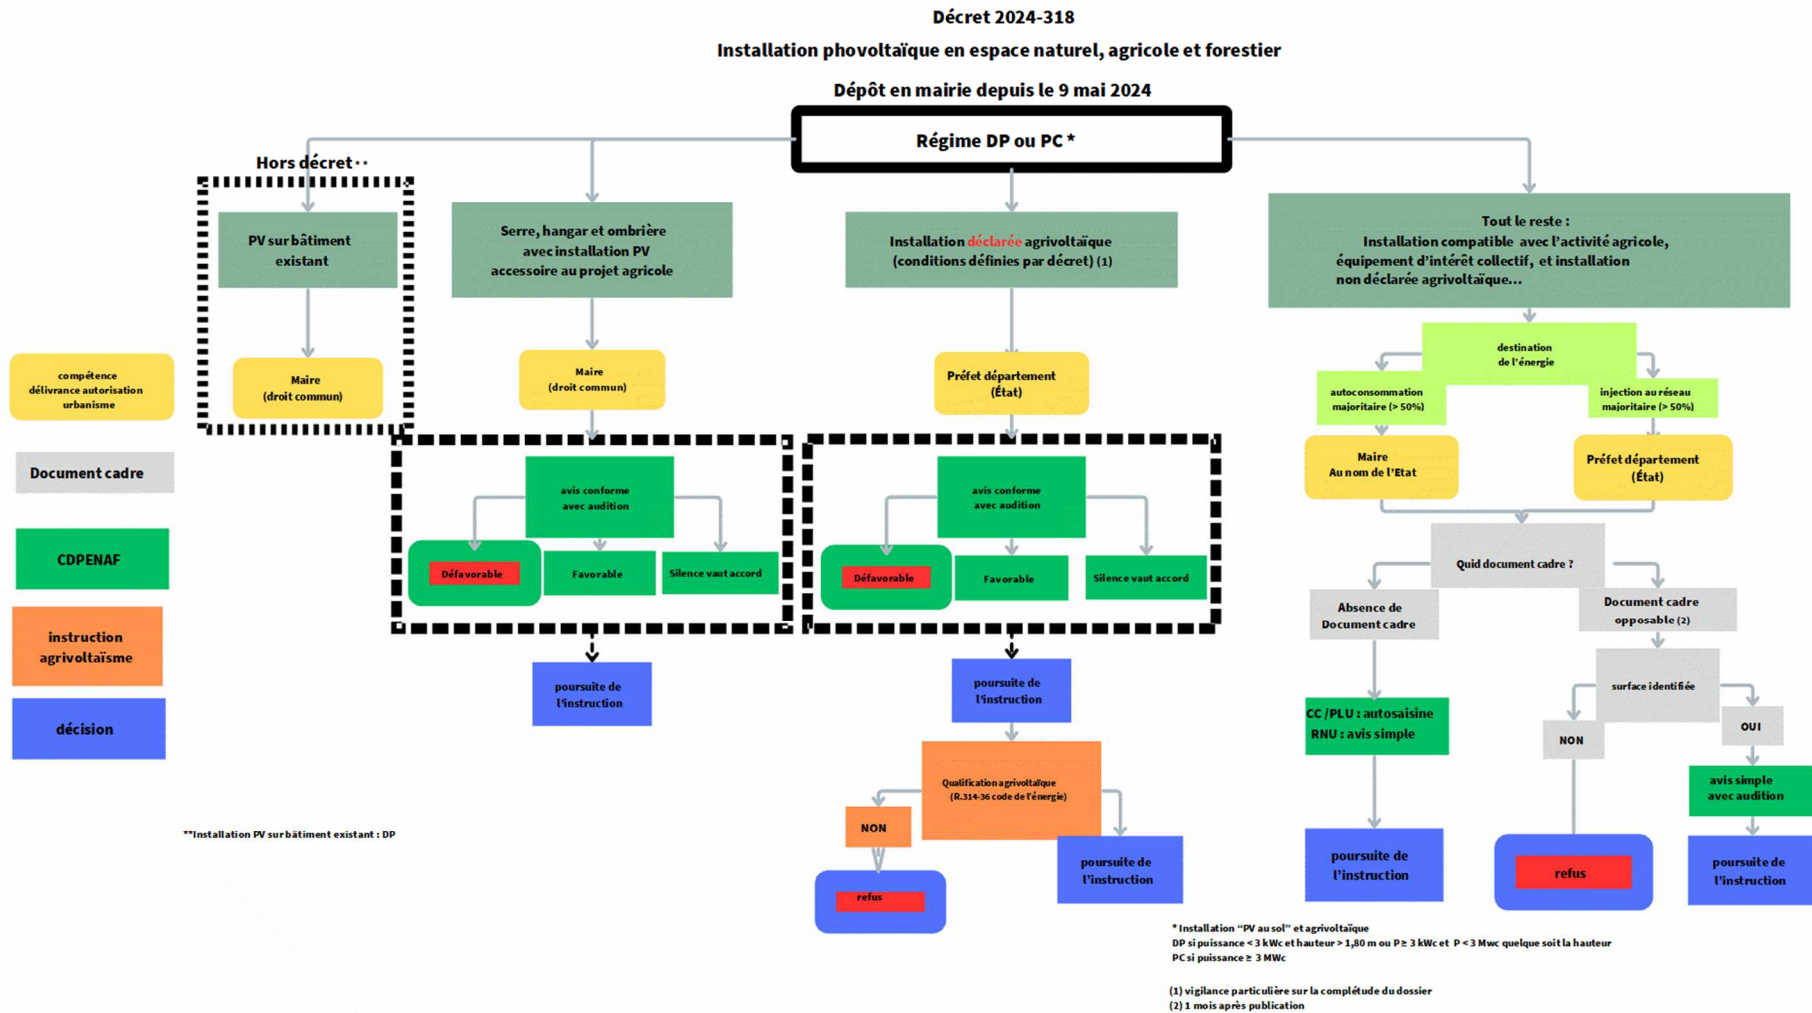 Décret 2024-318
Installation phovoltaïque en espace naturel, agricole et forestier
Dépôt en mairie depuis le 9 mai 2024
Régime DP ou PC *
Hors décret**
PV sur bâtiment
existant
Maire
(droit commun)
Serre, hangar et ombrière
avec installation PV
accessoire au projet agricole
Maire
(droit commun)
avis conforme
avec audition
Défavorable
Favorable
Silence vaut accord
poursuite de
l'instruction
Installation déclarée agrivoltaïque
(conditions définies par décret) (1)
Préfet département
(État)
avis conforme
avec audition
Défavorable
Favorable
Silence vaut accord
poursuite de
l'instruction
Qualification agrivoltaïque
(R.314-36 code de l'énergie)
NON
refus
poursuite de
l'instruction
Tout le reste :
Installation compatible avec l'activité agricole,
équipement d'intérêt collectif, et installation
non déclarée agrivoltaïque...
destination
de l'énergie
autoconsommation
majoritaire (> 50%)
injection au réseau
majoritaire (> 50%)
Maire
Au nom de l'Etat
Préfet département
(État)
Quid document cadre ?
Absence de
Document cadre
Document cadre
opposable (2)
surface identifiée
NON
OUI
CC /PLU : autosaisine
RNU : avis simple
avis simple
avec audition
poursuite de
l'instruction
refus
poursuite de
l'instruction
compétence
délivrance autorisation
urbanisme
Document cadre
CDPENAF
instruction
agrivoltaïsme
décision
**Installation PV sur bâtiment existant : DP
* Installation "PV au sol" et agrivoltaïque
DP si puissance < 3 kWc et hauteur > 1,80 m ou P ≥ 3 kWc et P < 3 Mwc quelque soit la hauteur
PC si puissance ≥ 3 MWc
(1) vigilance particulière sur la complétude du dossier
(2) 1 mois après publication